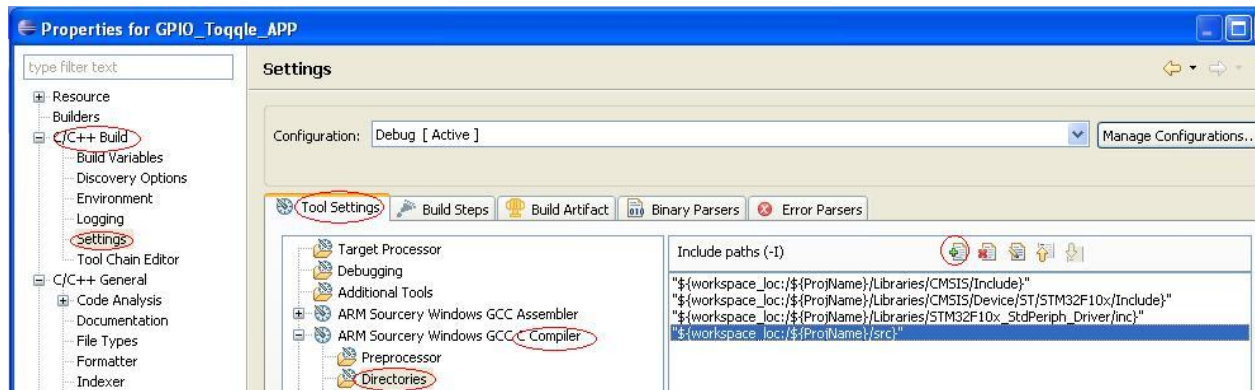 Properties for GPIO_Toqqle_APP
type filter text
Settings
Resource
Builders
C/C++ Build
Build Variables
Discovery Options
Environment
Logging
Settings
Tool Chain Editor
C/C++ General
Code Analysis
Documentation
File Types
Formatter
Indexer
Configuration:
Debug [ Active ]
Manage Configurations..
Tool Settings
Build Steps
Build Artifact
Binary Parsers
Error Parsers
Target Processor
Debugging
Additional Tools
ARM Sourcery Windows GCC Assembler
ARM Sourcery Windows GCC C Compiler
Preprocessor
Directories
Include paths (-I)
"${workspace_loc:/${ProjName}/Libraries/CMSIS/Include}"
"${workspace_loc:/${ProjName}/Libraries/CMSIS/Device/ST/STM32F10x/Include}"
"${workspace_loc:/${ProjName}/Libraries/STM32F10x_StdPeriph_Driver/inc}"
"${workspace_loc:/${ProjName}/src}"